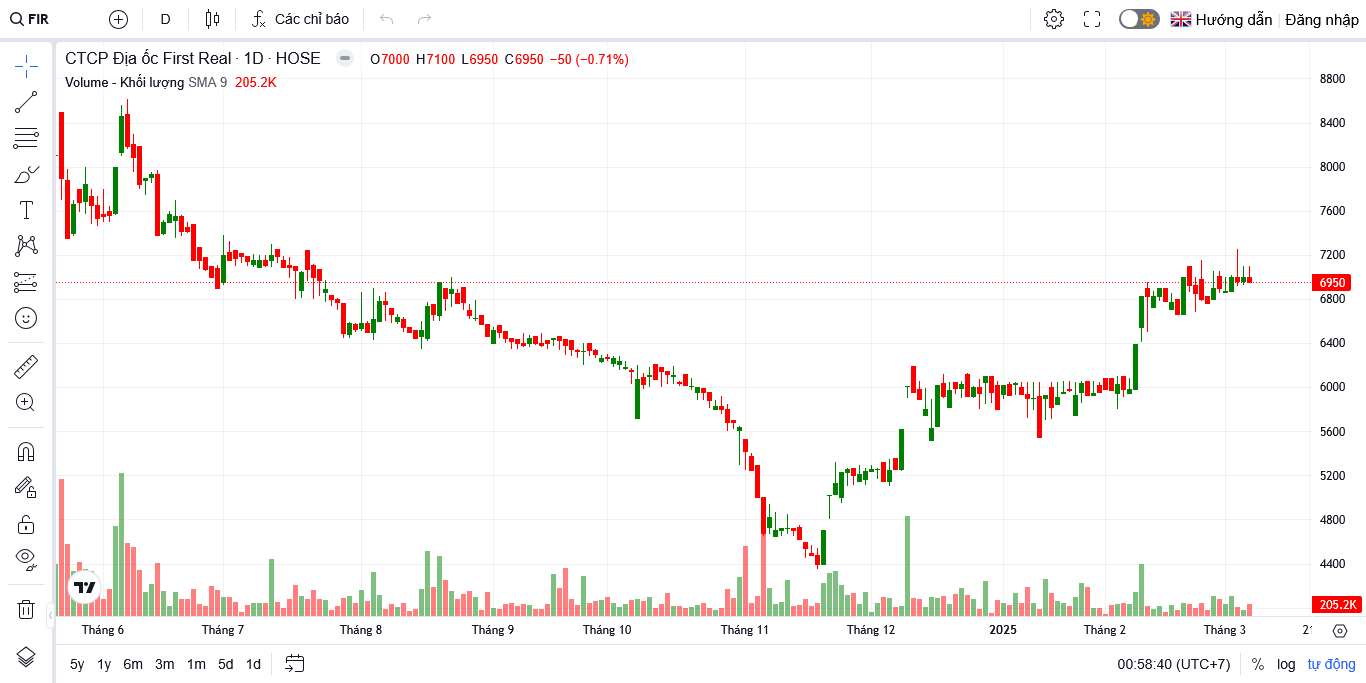 FIR D Các chỉ báo Hướng dẫn Đăng nhập
CTCP Địa ốc First Real · 1D · HOSE O7000 H7100 L6950 C6950 −50 (−0.71%)
Volume - Khối lượng SMA 9 205.2K
8800
8400
8000
7600
7200
6950
6800
6400
6000
5600
5200
4800
4400
205.2K
Tháng 6 Tháng 7 Tháng 8 Tháng 9 Tháng 10 Tháng 11 Tháng 12 2025 Tháng 2 Tháng 3
5y 1y 6m 3m 1m 5d 1d 00:58:40 (UTC+7) % log tự động